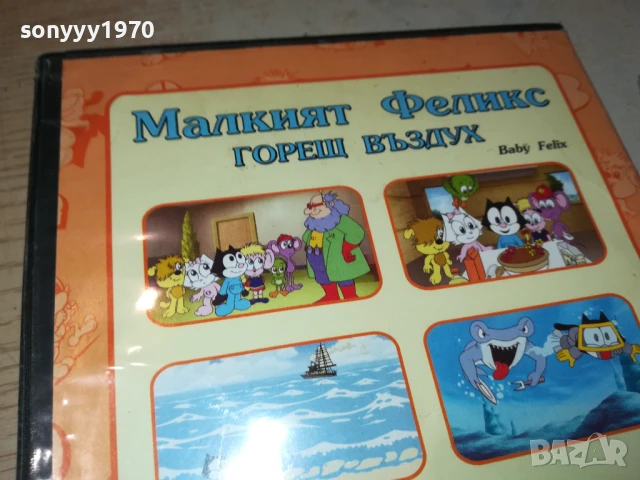 sonyyy1970
Малкият Феликс
ГОРЕЩ ВЪЗДУХ
Baby Felix
BAZAR